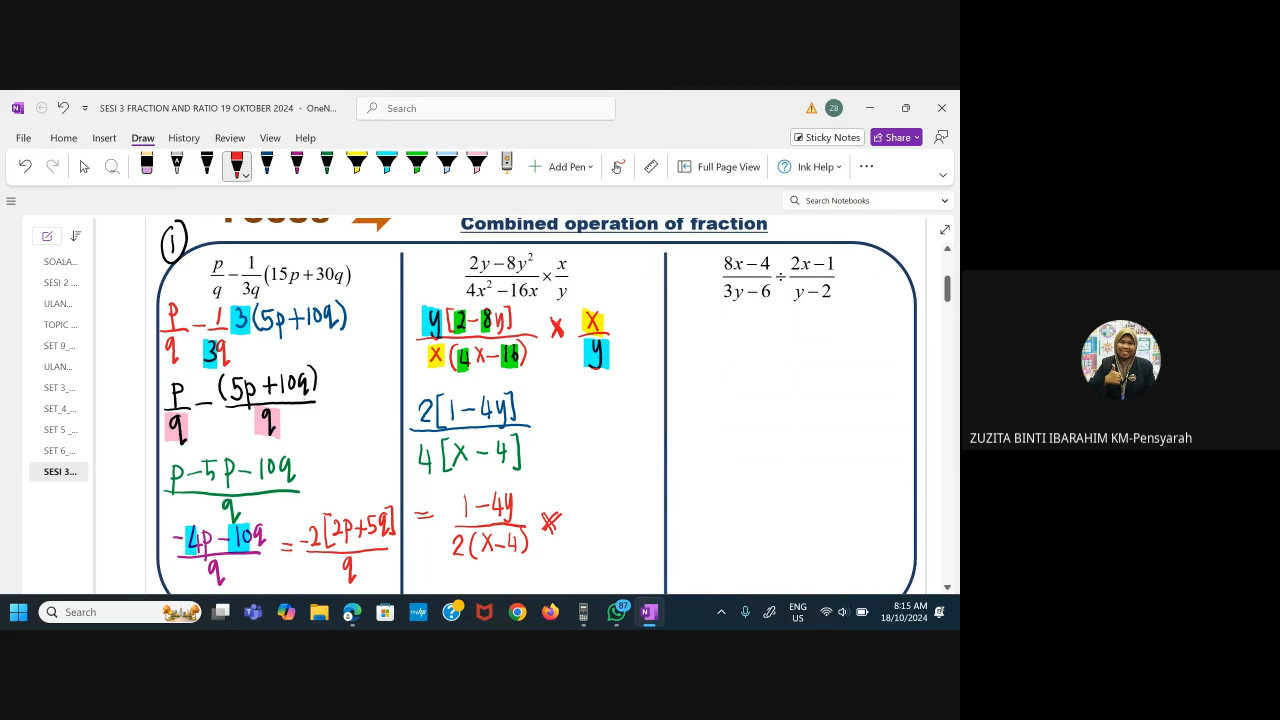 SESI 3 FRACTION AND RATIO 19 OKTOBER 2024 - OneN...
Search
ZB
File Home Insert Draw History Review View Help
Sticky Notes
Share
Add Pen
Full Page View
Ink Help
Search Notebooks
Combined operation of fraction
SOALA...
SESI 2 ...
ULAN...
TOPIC ...
SET 9_...
ULAN...
SET 3_...
SET_4_...
SET 5 _...
SET 6_...
SESI 3...
1
p/q − 1/3q (15p + 30q)
p/q − 1/3q 3(5p+10q)
p/q − (5p+10q)/q
p−5p−10q/q
−4p−10q/q = −2[2p+5q]/q
2y − 8y²/4x² − 16x × x/y
y[2−8y]/x(4x−16) × x/y
2[1−4y]/4[x−4]
= 1−4y/2(x−4)
8x − 4/3y − 6 ÷ 2x − 1/y − 2
ZUZITA BINTI IBARAHIM KM-Pensyarah
Search
87
ENG
US
8:15 AM
18/10/2024